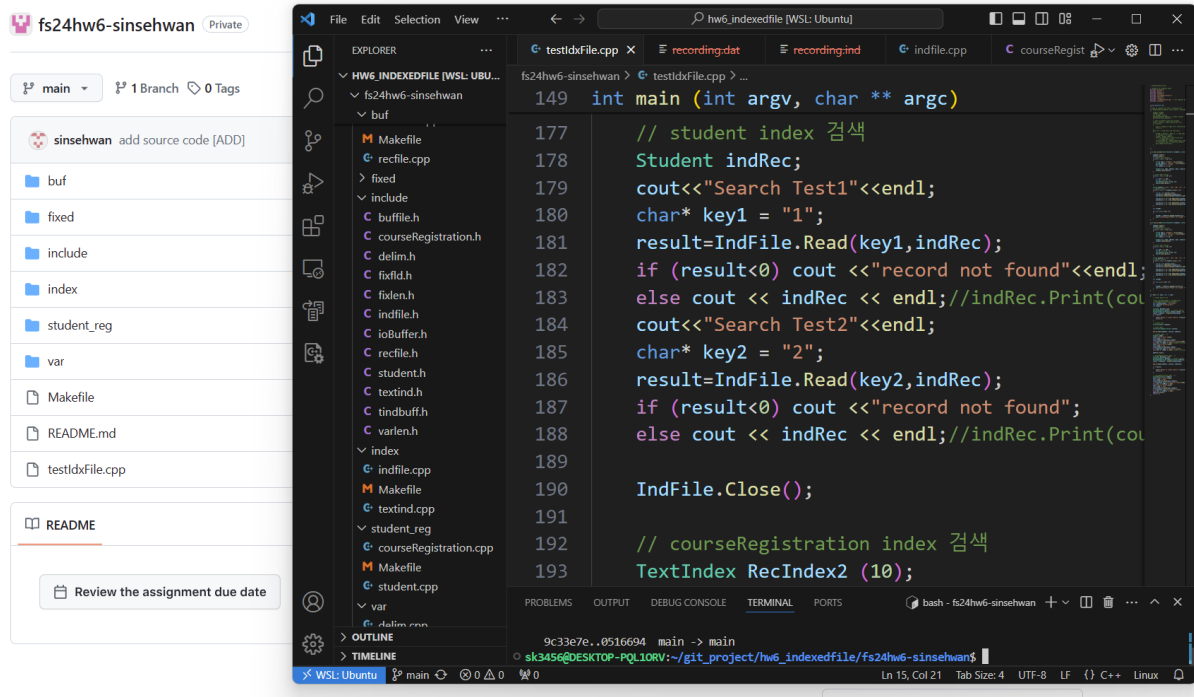 fs24hw6-sinsehwan Private
main
1 Branch
0 Tags
sinsehwan add source code [ADD]
buf
fixed
include
index
student_reg
var
Makefile
README.md
testIdxFile.cpp
README
Review the assignment due date
File Edit Selection View ···
hw6_indexedfile [WSL: Ubuntu]
EXPLORER
HW6_INDEXEDFILE [WSL: UBU...
fs24hw6-sinsehwan
buf
Makefile
recfile.cpp
fixed
include
buffile.h
courseRegistration.h
delim.h
fixfld.h
fixlen.h
indfile.h
ioBuffer.h
recfile.h
student.h
textind.h
tindbuff.h
varlen.h
index
indfile.cpp
Makefile
textind.cpp
student_reg
courseRegistration.cpp
Makefile
student.cpp
var
delim.cpp
OUTLINE
TIMELINE
testIdxFile.cpp recording.dat recording.ind indfile.cpp courseRegist
fs24hw6-sinsehwan > testIdxFile.cpp > ...
149 int main (int argv, char ** argc)
177 // student index 검색
178 Student indRec;
179 cout<<"Search Test1"<<endl;
180 char* key1 = "1";
181 result=IndFile.Read(key1,indRec);
182 if (result<0) cout <<"record not found"<<endl;
183 else cout << indRec << endl;//indRec.Print(cou
184 cout<<"Search Test2"<<endl;
185 char* key2 = "2";
186 result=IndFile.Read(key2,indRec);
187 if (result<0) cout <<"record not found";
188 else cout << indRec << endl;//indRec.Print(cou
189
190 IndFile.Close();
191
192 // courseRegistration index 검색
193 TextIndex RecIndex2 (10);
PROBLEMS OUTPUT DEBUG CONSOLE TERMINAL PORTS
bash - fs24hw6-sinsehwan
9c33e7e..0516694 main -> main
sk3456@DESKTOP-PQL1ORV:~/git_project/hw6_indexedfile/fs24hw6-sinsehwan$
WSL: Ubuntu main 0 0 0 Ln 15, Col 21 Tab Size: 4 UTF-8 LF {} C++ Linux